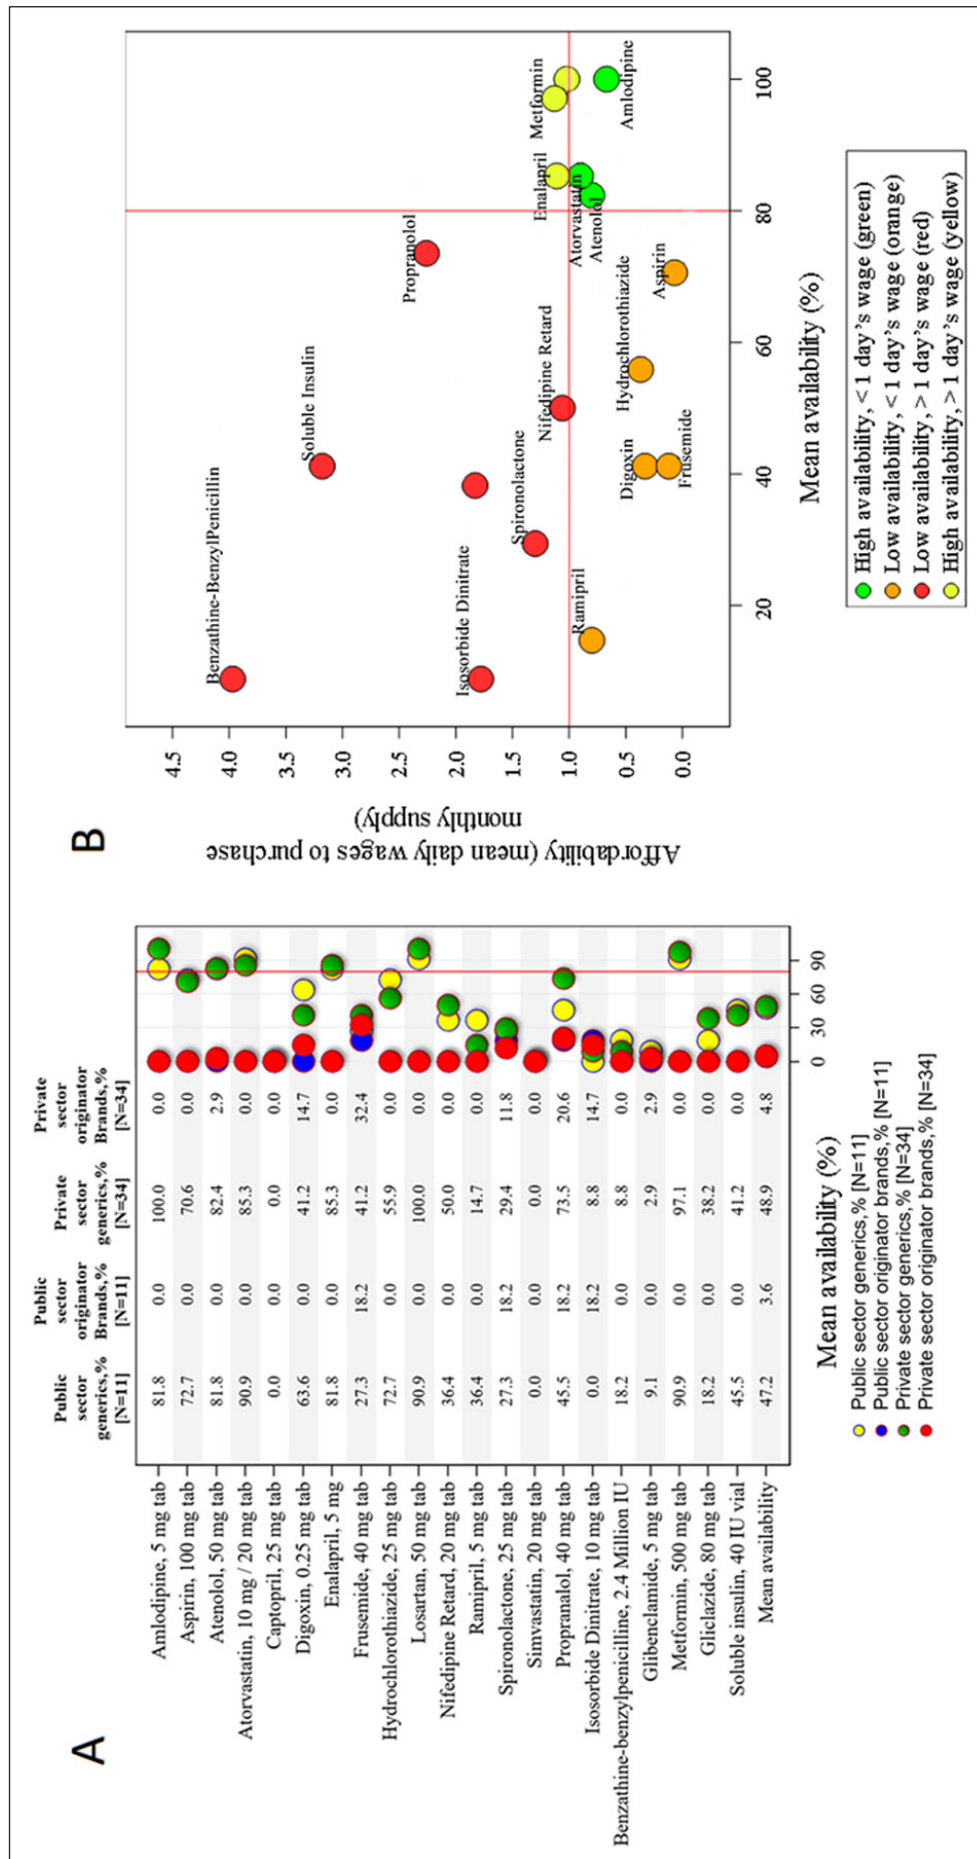 A
Public
sector
generics,%
[N=11]
Public
sector
originator
Brands,%
[N=11]
Private
sector
generics,%
[N=34]
Private
sector
originator
Brands,%
[N=34]
Amlodipine, 5 mg tab 81.8 0.0 100.0 0.0
Aspirin, 100 mg tab 72.7 0.0 70.6 0.0
Atenolol, 50 mg tab 81.8 0.0 82.4 2.9
Atorvastatin, 10 mg / 20 mg tab 90.9 0.0 85.3 0.0
Captopril, 25 mg tab 0.0 0.0 0.0 0.0
Digoxin, 0.25 mg tab 63.6 0.0 41.2 14.7
Enalapril, 5 mg 81.8 0.0 85.3 0.0
Frusemide, 40 mg tab 27.3 18.2 41.2 32.4
Hydrchlorothiazide, 25 mg tab 72.7 0.0 55.9 0.0
Losartan, 50 mg tab 90.9 0.0 100.0 0.0
Nifedipine Retard, 20 mg tab 36.4 0.0 50.0 0.0
Ramipril, 5 mg tab 36.4 0.0 14.7 0.0
Spironolactone, 25 mg tab 27.3 18.2 29.4 11.8
Simvastatin, 20 mg tab 0.0 0.0 0.0 0.0
Propranalol, 40 mg tab 45.5 18.2 73.5 20.6
Isosorbide Dinitrate, 10 mg tab 0.0 18.2 8.8 14.7
Benzathine-benzylpenicilline, 2.4 Million IU 18.2 0.0 8.8 0.0
Glibenclamide, 5 mg tab 9.1 0.0 2.9 2.9
Metformin, 500 mg tab 90.9 0.0 97.1 0.0
Gliclazide, 80 mg tab 18.2 0.0 38.2 0.0
Soluble insulin, 40 IU vial 45.5 0.0 41.2 0.0
Mean availability 47.2 3.6 48.9 4.8
0 30 60 90
Mean availability (%)
Public sector generics,% [N=11]
Public sector originator brands,% [N=11]
Private sector generics,% [N=34]
Private sector originator brands,% [N=34]
B
Affordability (mean daily wages to purchase
monthly supply)
4.5
4.0
3.5
3.0
2.5
2.0
1.5
1.0
0.5
0.0
Benzathine-BenzylPenicillin
Soluble Insulin
Propranolol
Isosorbide Dinitrate
Spironolactone
Nifedipine Retard
Enalapril
Metformin
Ramipril
Atorvastatin
Atenolol
Amlodipine
Digoxin
Hydrochlorothiazide
Aspirin
Frusemide
20 40 60 80 100
Mean availability (%)
High availability, < 1 day's wage (green)
Low availability, < 1 day's wage (orange)
Low availability, > 1 day's wage (red)
High availability, > 1 day's wage (yellow)